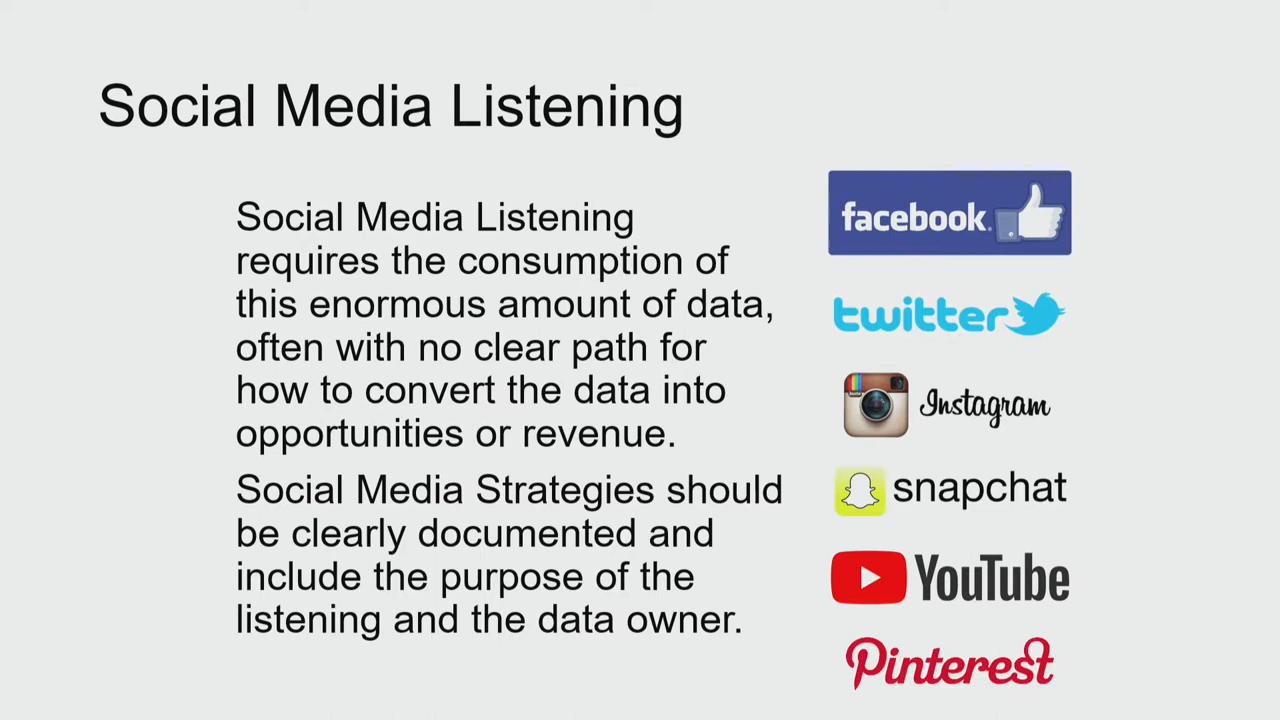 Social Media Listening
Social Media Listening
requires the consumption of
this enormous amount of data,
often with no clear path for
how to convert the data into
opportunities or revenue.
Social Media Strategies should
be clearly documented and
include the purpose of the
listening and the data owner.
facebook
twitter
Instagram
snapchat
YouTube
Pinterest